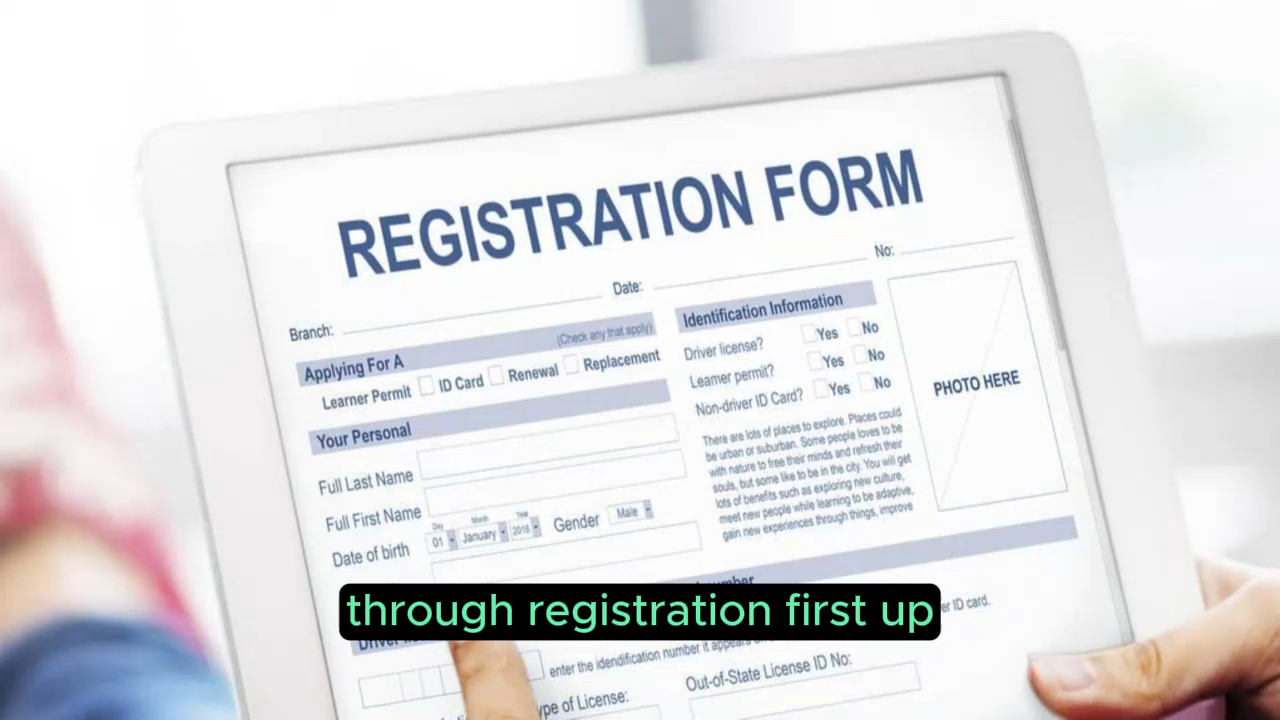 REGISTRATION FORM
Branch:
Date:
No:
Applying For A
(Check any that apply)
Learner Permit
ID Card
Renewal
Replacement
Your Personal
Full Last Name
Full First Name
Date of birth
Day
Month
Year
01
January
2016
Gender
Male
Identification Information
Driver license?
Yes
No
Learner permit?
Yes
No
Non-driver ID Card?
Yes
No
There are lots of places to explore. Places could
be urban or suburban. Some people loves to be
with nature to free their minds and refresh their
souls, but some like to be in the city. You will get
lots of benefits such as exploring new culture,
meet new people while learning to be adaptive,
gain new experiences through things, improve
PHOTO HERE
through registration first up
ID card.
enter the identification number it appears
Out-of-State License ID No:
of License: